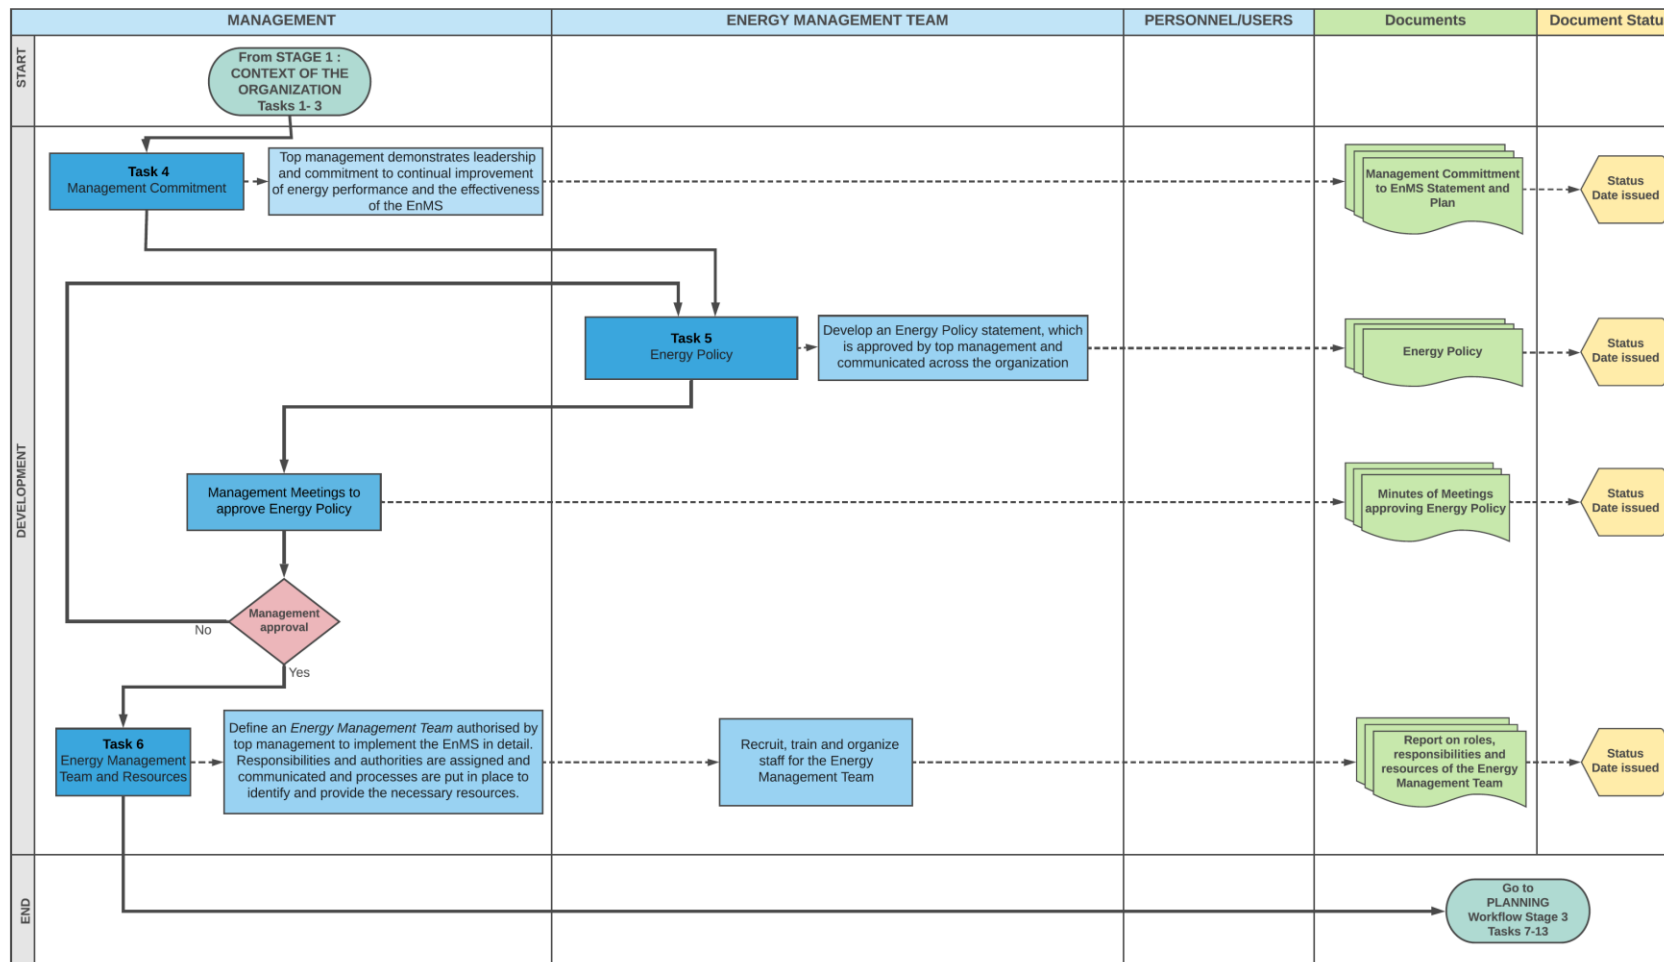 MANAGEMENT
ENERGY MANAGEMENT TEAM
PERSONNEL/USERS
Documents
Document Statu
START
From STAGE 1 :
CONTEXT OF THE
ORGANIZATION
Tasks 1- 3
DEVELOPMENT
Task 4
Management Commitment
Top management demonstrates leadership
and commitment to continual improvement
of energy performance and the effectiveness
of the EnMS
Management Committment
to EnMS Statement and
Plan
Status
Date issued
Task 5
Energy Policy
Develop an Energy Policy statement, which
is approved by top management and
communicated across the organization
Energy Policy
Status
Date issued
Management Meetings to
approve Energy Policy
Minutes of Meetings
approving Energy Policy
Status
Date issued
Management
approval
No
Yes
Task 6
Energy Management
Team and Resources
Define an Energy Management Team authorised by
top management to implement the EnMS in detail.
Responsibilities and authorities are assigned and
communicated and processes are put in place to
identify and provide the necessary resources.
Recruit, train and organize
staff for the Energy
Management Team
Report on roles,
responsibilities and
resources of the Energy
Management Team
Status
Date issued
END
Go to
PLANNING
Workflow Stage 3
Tasks 7-13